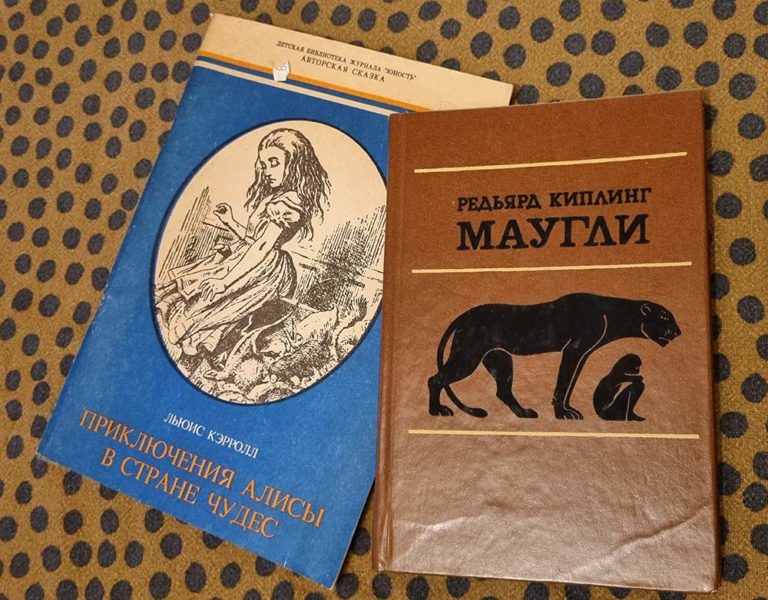 ДЕТСКАЯ БИБЛИОТЕКА ЖУРНАЛА "ЮНОСТЬ"
АВТОРСКАЯ СКАЗКА
ЛЬЮИС КЭРРОЛЛ
ПРИКЛЮЧЕНИЯ АЛИСЫ
В СТРАНЕ ЧУДЕС
РЕДЬЯРД КИПЛИНГ
МАУГЛИ